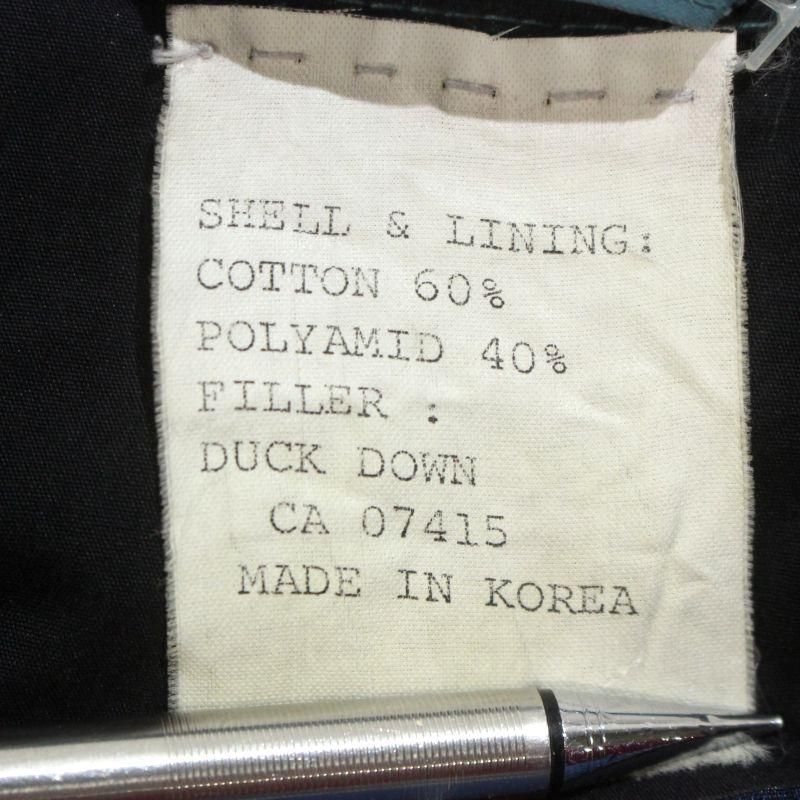 SHELL & LINING:
COTTON 60%
POLYAMID 40%
FILLER :
DUCK DOWN
CA 07415
MADE IN KOREA